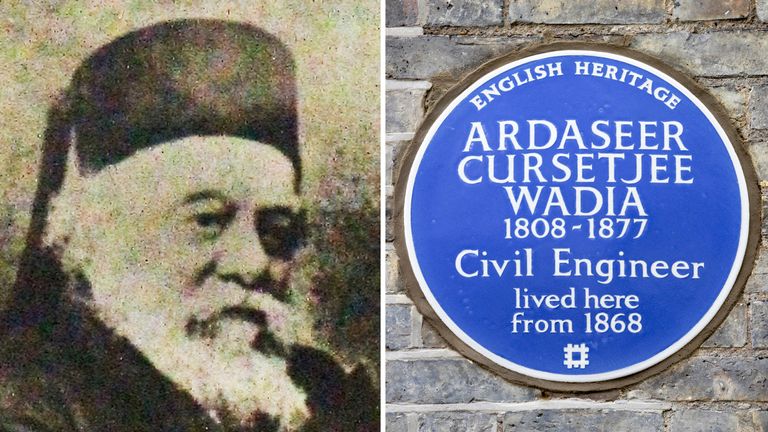 ENGLISH HERITAGE
ARDASEER
CURSETJEE
WADIA
1808-1877
Civil Engineer
lived here
from 1868